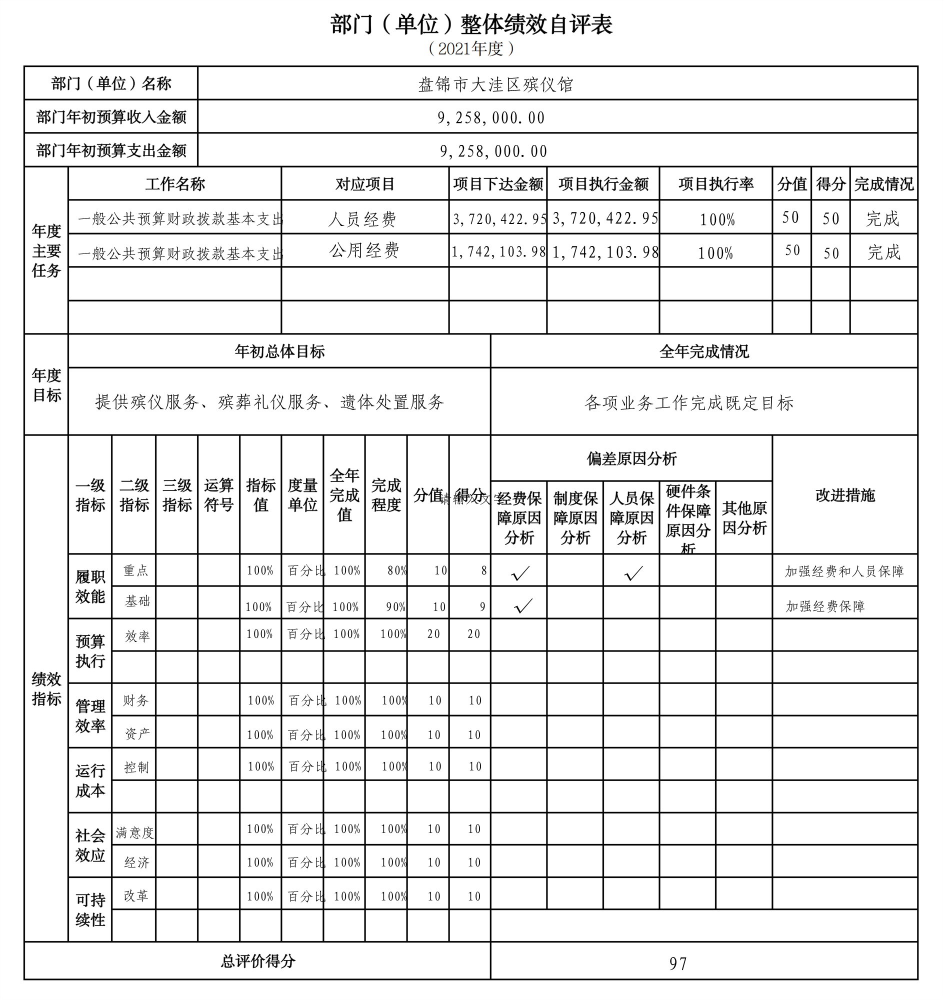 部门（单位）整体绩效自评表
（2021年度）
部门（单位）名称 盘锦市大洼区殡仪馆
部门年初预算收入金额 9,258,000.00
部门年初预算支出金额 9,258,000.00
年度主要任务
工作名称 对应项目 项目下达金额 项目执行金额 项目执行率 分值 得分 完成情况
一般公共预算财政拨款基本支出 人员经费 3,720,422.95 3,720,422.95 100% 50 50 完成
一般公共预算财政拨款基本支出 公用经费 1,742,103.98 1,742,103.98 100% 50 50 完成
年度目标
年初总体目标 全年完成情况
提供殡仪服务、殡葬礼仪服务、遗体处置服务 各项业务工作完成既定目标
绩效指标
一级指标 二级指标 三级指标 运算符号 指标值 度量单位 全年完成值 完成程度 分值 得分 请输入文字 偏差原因分析 改进措施
经费保障原因分析 制度保障原因分析 人员保障原因分析 硬件条件保障原因分析 其他原因分析
履职效能 重点 100% 百分比 100% 80% 10 8 √ √ 加强经费和人员保障
基础 100% 百分比 100% 90% 10 9 √ 加强经费保障
预算执行 效率 100% 百分比 100% 100% 20 20
管理效率 财务 100% 百分比 100% 100% 10 10
资产 100% 百分比 100% 100% 10 10
运行成本 控制 100% 百分比 100% 100% 10 10
社会效应 满意度 100% 百分比 100% 100% 10 10
经济 100% 百分比 100% 100% 10 10
可持续性 改革 100% 百分比 100% 100% 10 10
总评价得分 97